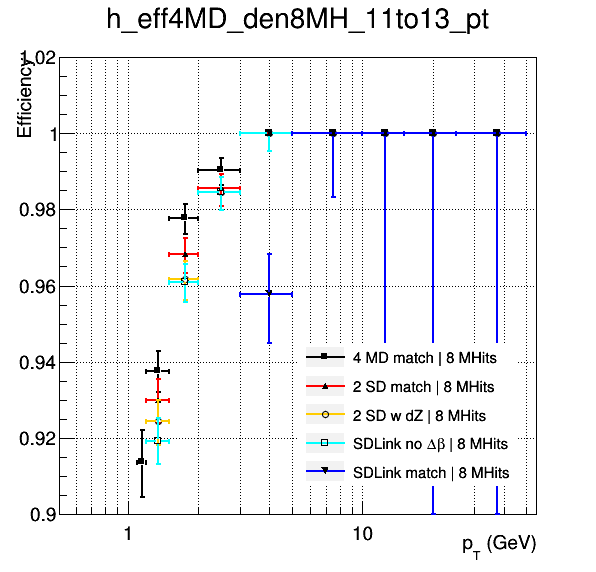 h_eff4MD_den8MH_11to13_pt
Efficiency
1.02
1
0.98
0.96
0.94
0.92
0.9
4 MD match | 8 MHits
2 SD match | 8 MHits
2 SD w dZ | 8 MHits
SDLink no Δβ | 8 MHits
SDLink match | 8 MHits
1
10
p_T (GeV)